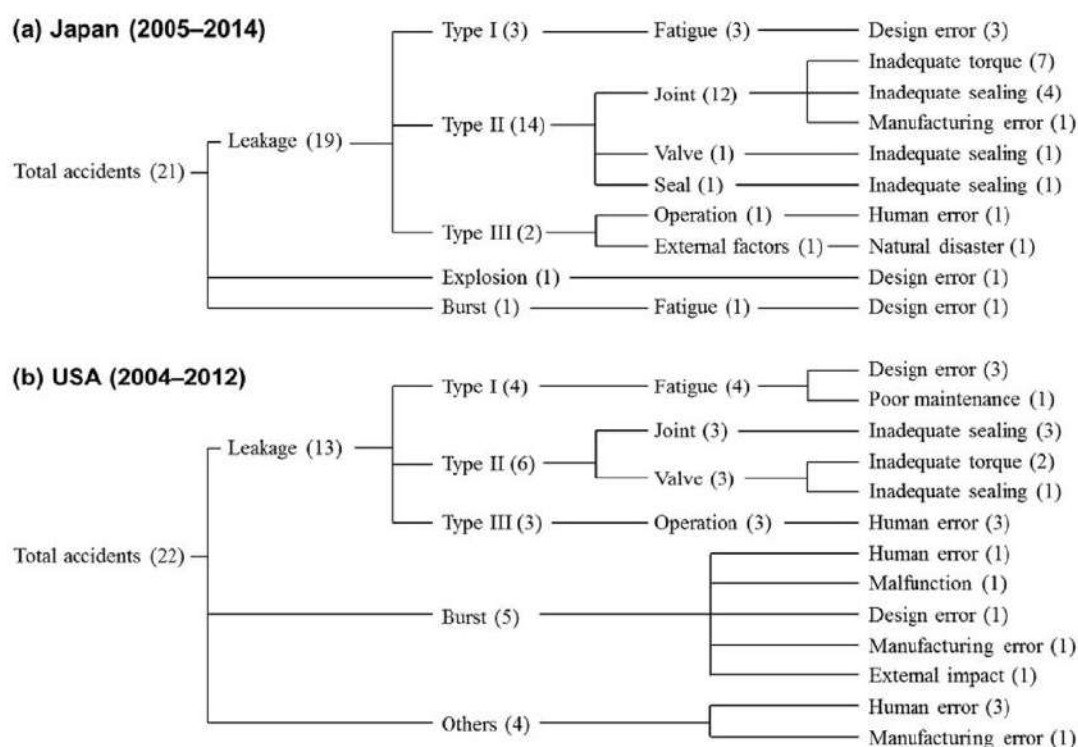 (a) Japan (2005–2014)
Type I (3) Fatigue (3) Design error (3)
Inadequate torque (7)
Joint (12) Inadequate sealing (4)
Type II (14)
Manufacturing error (1)
Leakage (19)
Valve (1) Inadequate sealing (1)
Total accidents (21)
Seal (1) Inadequate sealing (1)
Operation (1) Human error (1)
Type III (2)
External factors (1) Natural disaster (1)
Explosion (1) Design error (1)
Burst (1) Fatigue (1) Design error (1)
(b) USA (2004–2012)
Design error (3)
Type I (4) Fatigue (4)
Poor maintenance (1)
Joint (3) Inadequate sealing (3)
Leakage (13)
Type II (6) Inadequate torque (2)
Valve (3)
Inadequate sealing (1)
Type III (3) Operation (3) Human error (3)
Total accidents (22) Human error (1)
Malfunction (1)
Burst (5) Design error (1)
Manufacturing error (1)
External impact (1)
Human error (3)
Others (4)
Manufacturing error (1)